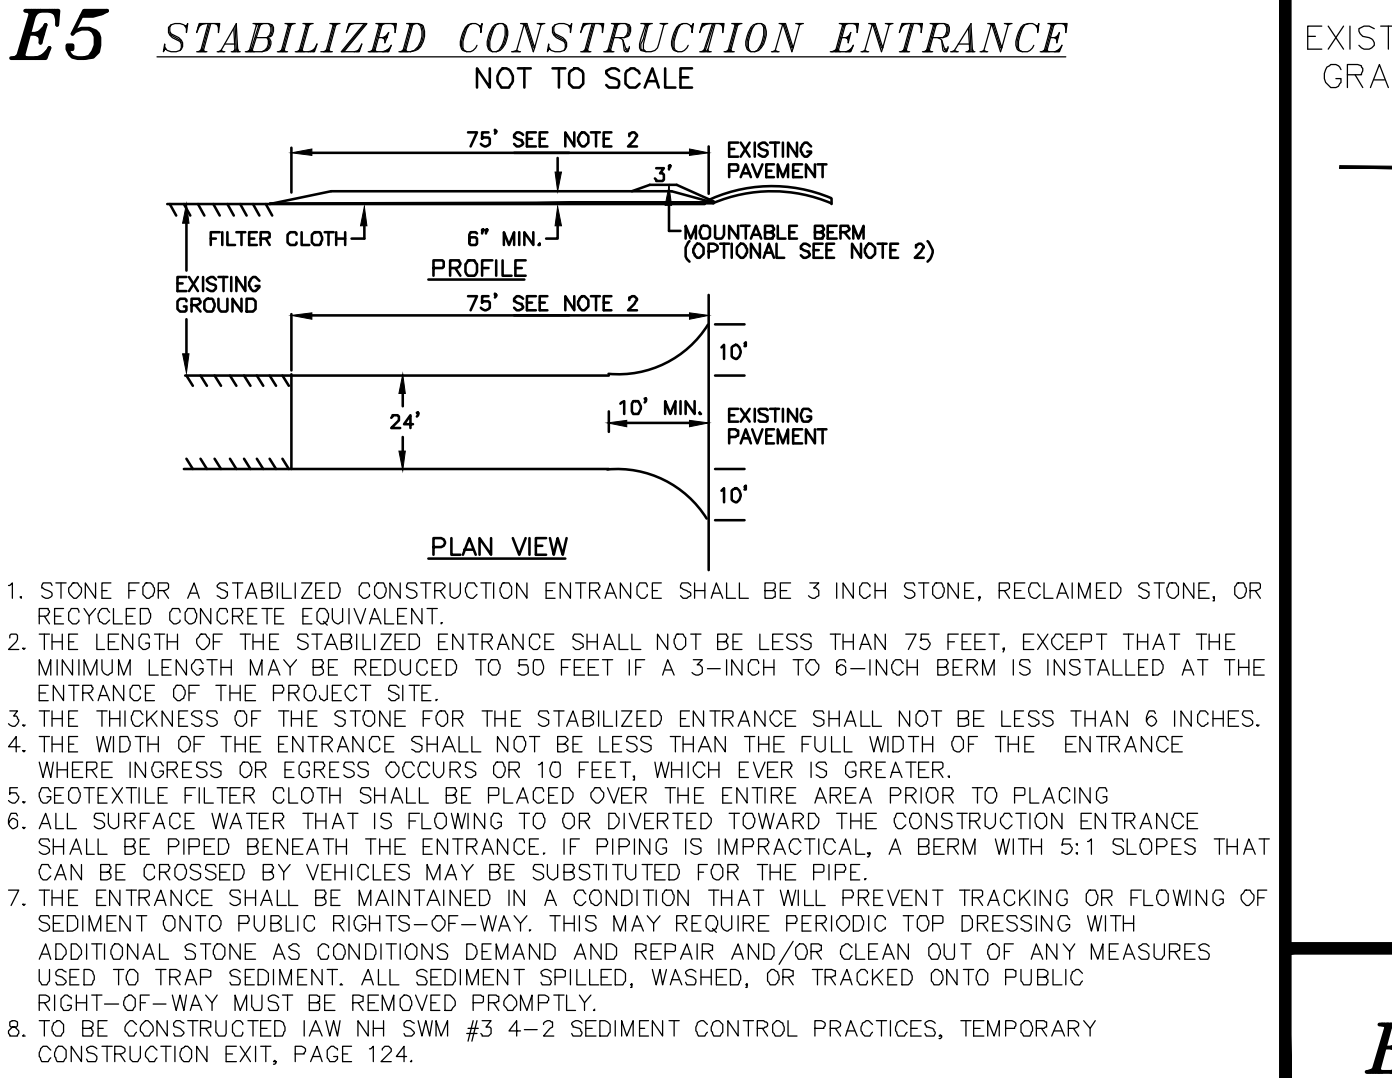 E5 STABILIZED CONSTRUCTION ENTRANCE
NOT TO SCALE
75' SEE NOTE 2
EXISTING
PAVEMENT
3'
FILTER CLOTH
6" MIN.
MOUNTABLE BERM
(OPTIONAL SEE NOTE 2)
PROFILE
EXISTING
GROUND
75' SEE NOTE 2
10'
24'
10' MIN.
EXISTING
PAVEMENT
10'
PLAN VIEW
1. STONE FOR A STABILIZED CONSTRUCTION ENTRANCE SHALL BE 3 INCH STONE, RECLAIMED STONE, OR
RECYCLED CONCRETE EQUIVALENT.
2. THE LENGTH OF THE STABILIZED ENTRANCE SHALL NOT BE LESS THAN 75 FEET, EXCEPT THAT THE
MINIMUM LENGTH MAY BE REDUCED TO 50 FEET IF A 3-INCH TO 6-INCH BERM IS INSTALLED AT THE
ENTRANCE OF THE PROJECT SITE.
3. THE THICKNESS OF THE STONE FOR THE STABILIZED ENTRANCE SHALL NOT BE LESS THAN 6 INCHES.
4. THE WIDTH OF THE ENTRANCE SHALL NOT BE LESS THAN THE FULL WIDTH OF THE ENTRANCE
WHERE INGRESS OR EGRESS OCCURS OR 10 FEET, WHICH EVER IS GREATER.
5. GEOTEXTILE FILTER CLOTH SHALL BE PLACED OVER THE ENTIRE AREA PRIOR TO PLACING
6. ALL SURFACE WATER THAT IS FLOWING TO OR DIVERTED TOWARD THE CONSTRUCTION ENTRANCE
SHALL BE PIPED BENEATH THE ENTRANCE. IF PIPING IS IMPRACTICAL, A BERM WITH 5:1 SLOPES THAT
CAN BE CROSSED BY VEHICLES MAY BE SUBSTITUTED FOR THE PIPE.
7. THE ENTRANCE SHALL BE MAINTAINED IN A CONDITION THAT WILL PREVENT TRACKING OR FLOWING OF
SEDIMENT ONTO PUBLIC RIGHTS-OF-WAY. THIS MAY REQUIRE PERIODIC TOP DRESSING WITH
ADDITIONAL STONE AS CONDITIONS DEMAND AND REPAIR AND/OR CLEAN OUT OF ANY MEASURES
USED TO TRAP SEDIMENT. ALL SEDIMENT SPILLED, WASHED, OR TRACKED ONTO PUBLIC
RIGHT-OF-WAY MUST BE REMOVED PROMPTLY.
8. TO BE CONSTRUCTED IAW NH SWM #3 4-2 SEDIMENT CONTROL PRACTICES, TEMPORARY
CONSTRUCTION EXIT, PAGE 124.